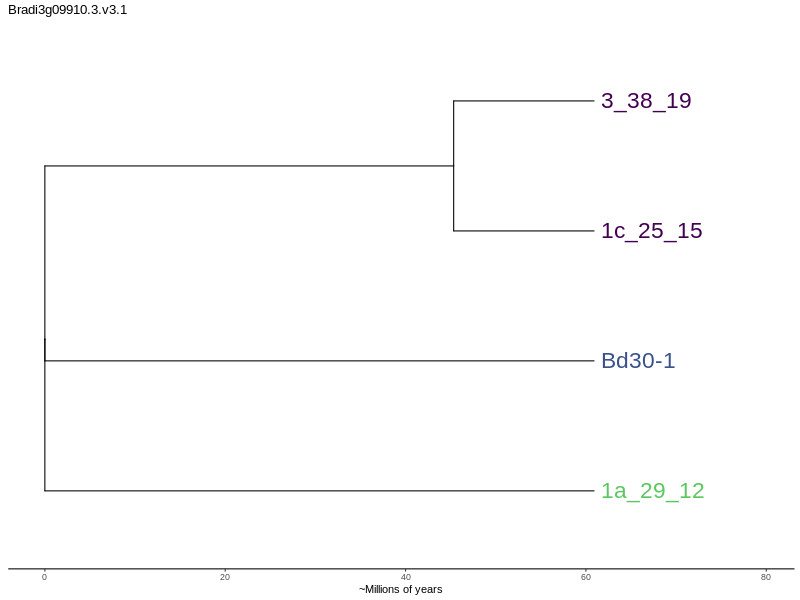 Bradi3g09910.3.v3.1
3_38_19
1c_25_15
Bd30-1
1a_29_12
0 20 40 60 80
~Millions of years